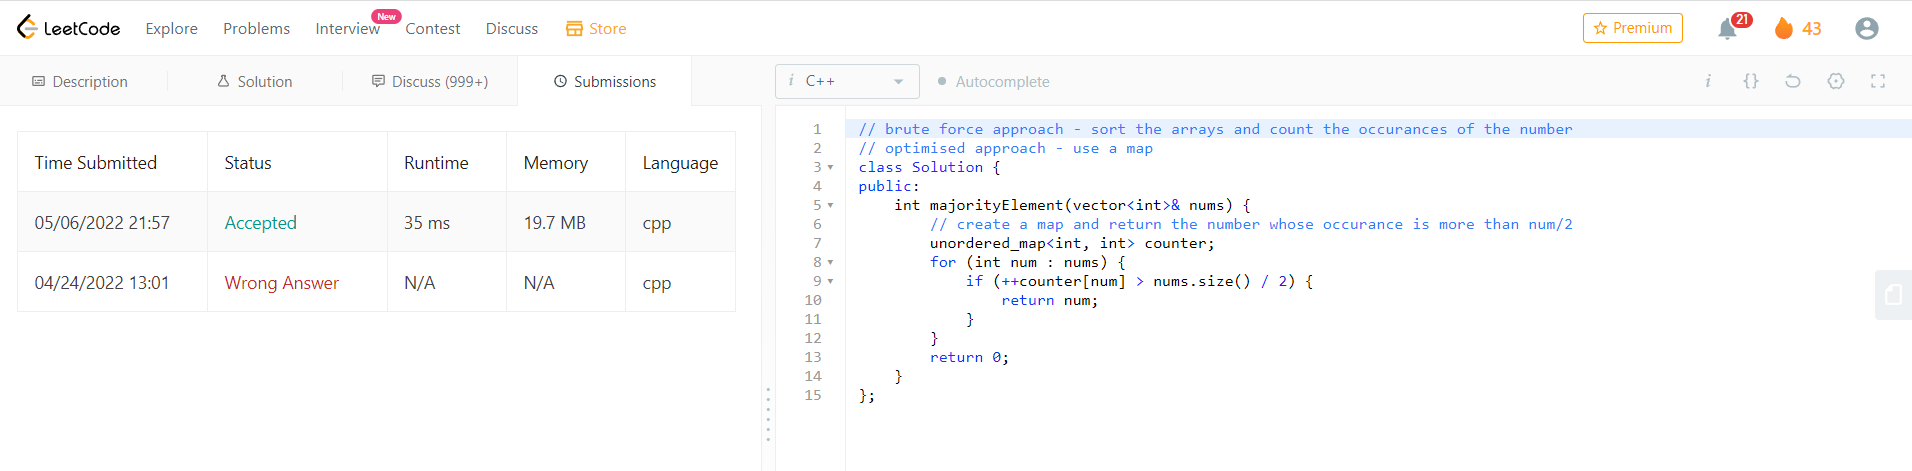 LeetCode Explore Problems Interview New Contest Discuss Store Premium 21 43
Description Solution Discuss (999+) Submissions
i C++ Autocomplete i {}
Time Submitted Status Runtime Memory Language
05/06/2022 21:57 Accepted 35 ms 19.7 MB cpp
04/24/2022 13:01 Wrong Answer N/A N/A cpp
1 // brute force approach - sort the arrays and count the occurances of the number
2 // optimised approach - use a map
3 class Solution {
4 public:
5     int majorityElement(vector<int>& nums) {
6         // create a map and return the number whose occurance is more than num/2
7         unordered_map<int, int> counter;
8         for (int num : nums) {
9             if (++counter[num] > nums.size() / 2) {
10                 return num;
11             }
12         }
13         return 0;
14     }
15 };